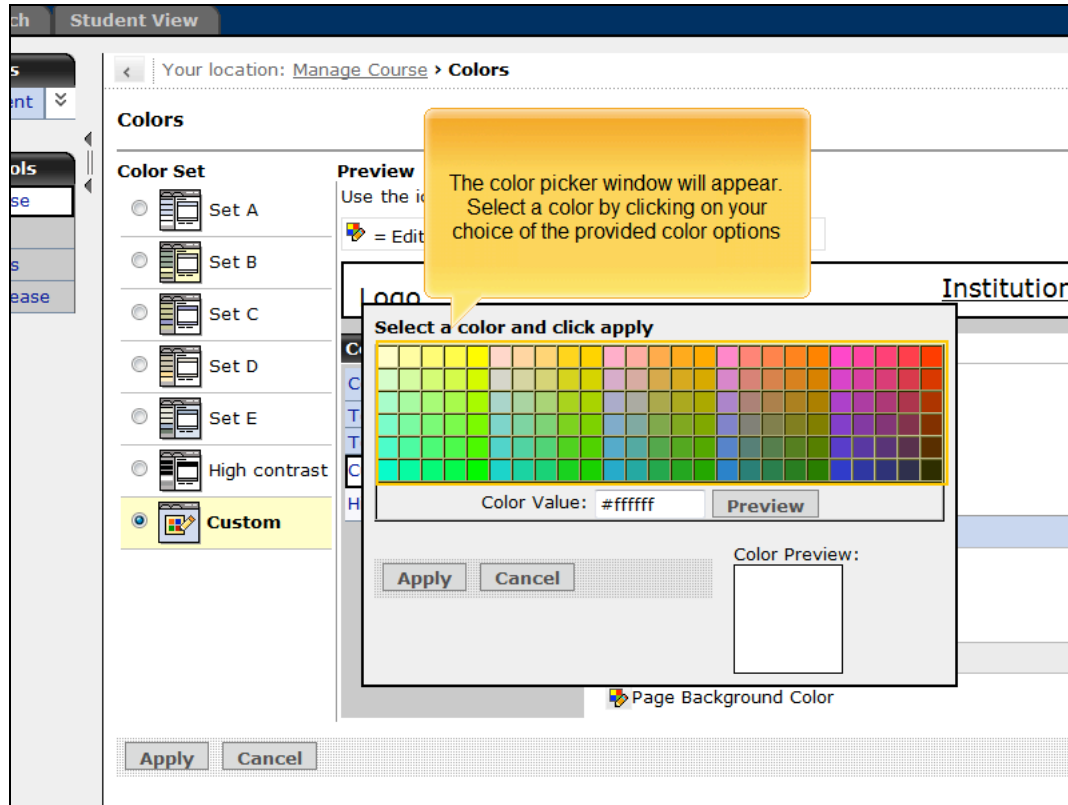 ch Student View
s
ent
ols
se
s
ease
‹ Your location: Manage Course › Colors
Colors
Color Set
Set A
Set B
Set C
Set D
Set E
High contrast
Custom
Preview
Use the
= Edit
The color picker window will appear.
Select a color by clicking on your
choice of the provided color options
Logo
Institution
C
C
T
T
C
H
Select a color and click apply
Color Value: #ffffff Preview
Apply Cancel
Color Preview:
Page Background Color
Apply Cancel